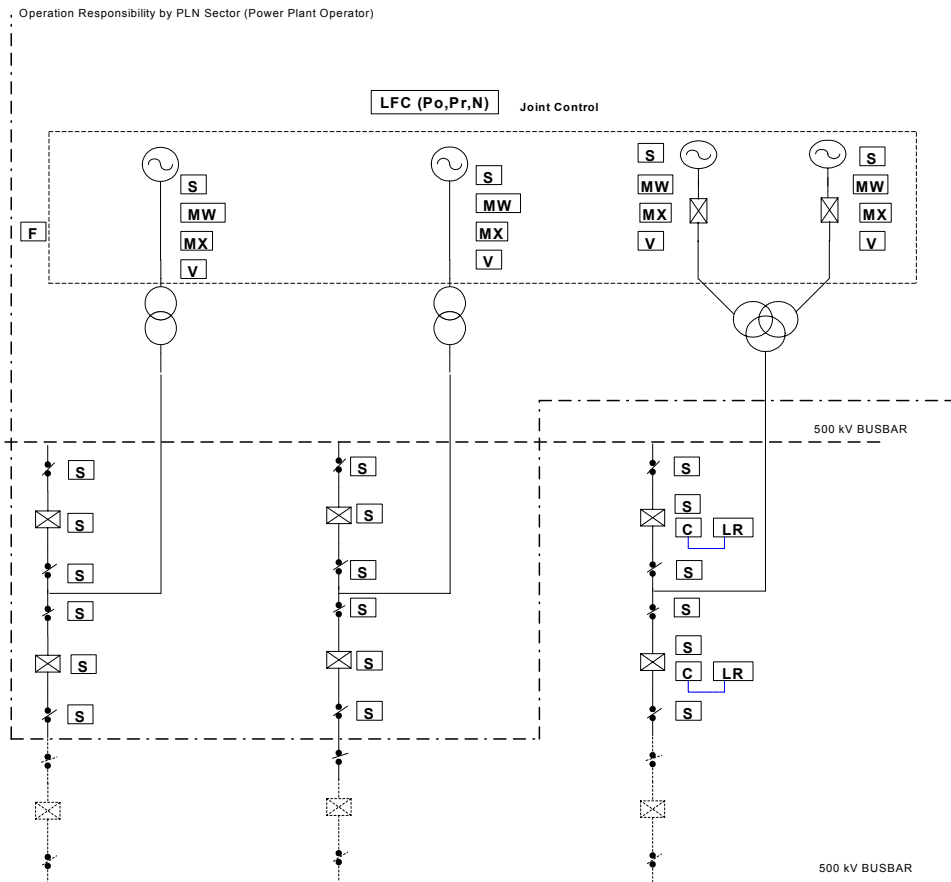 Operation Responsibility by PLN Sector (Power Plant Operator)
LFC (Po,Pr,N) Joint Control
S S S S
MW MW MW MW
F MX MX MX MX
V V V V
500 kV BUSBAR
S S S
S S S
C LR
S S S
S S S
S S S
C LR
S S S
500 kV BUSBAR